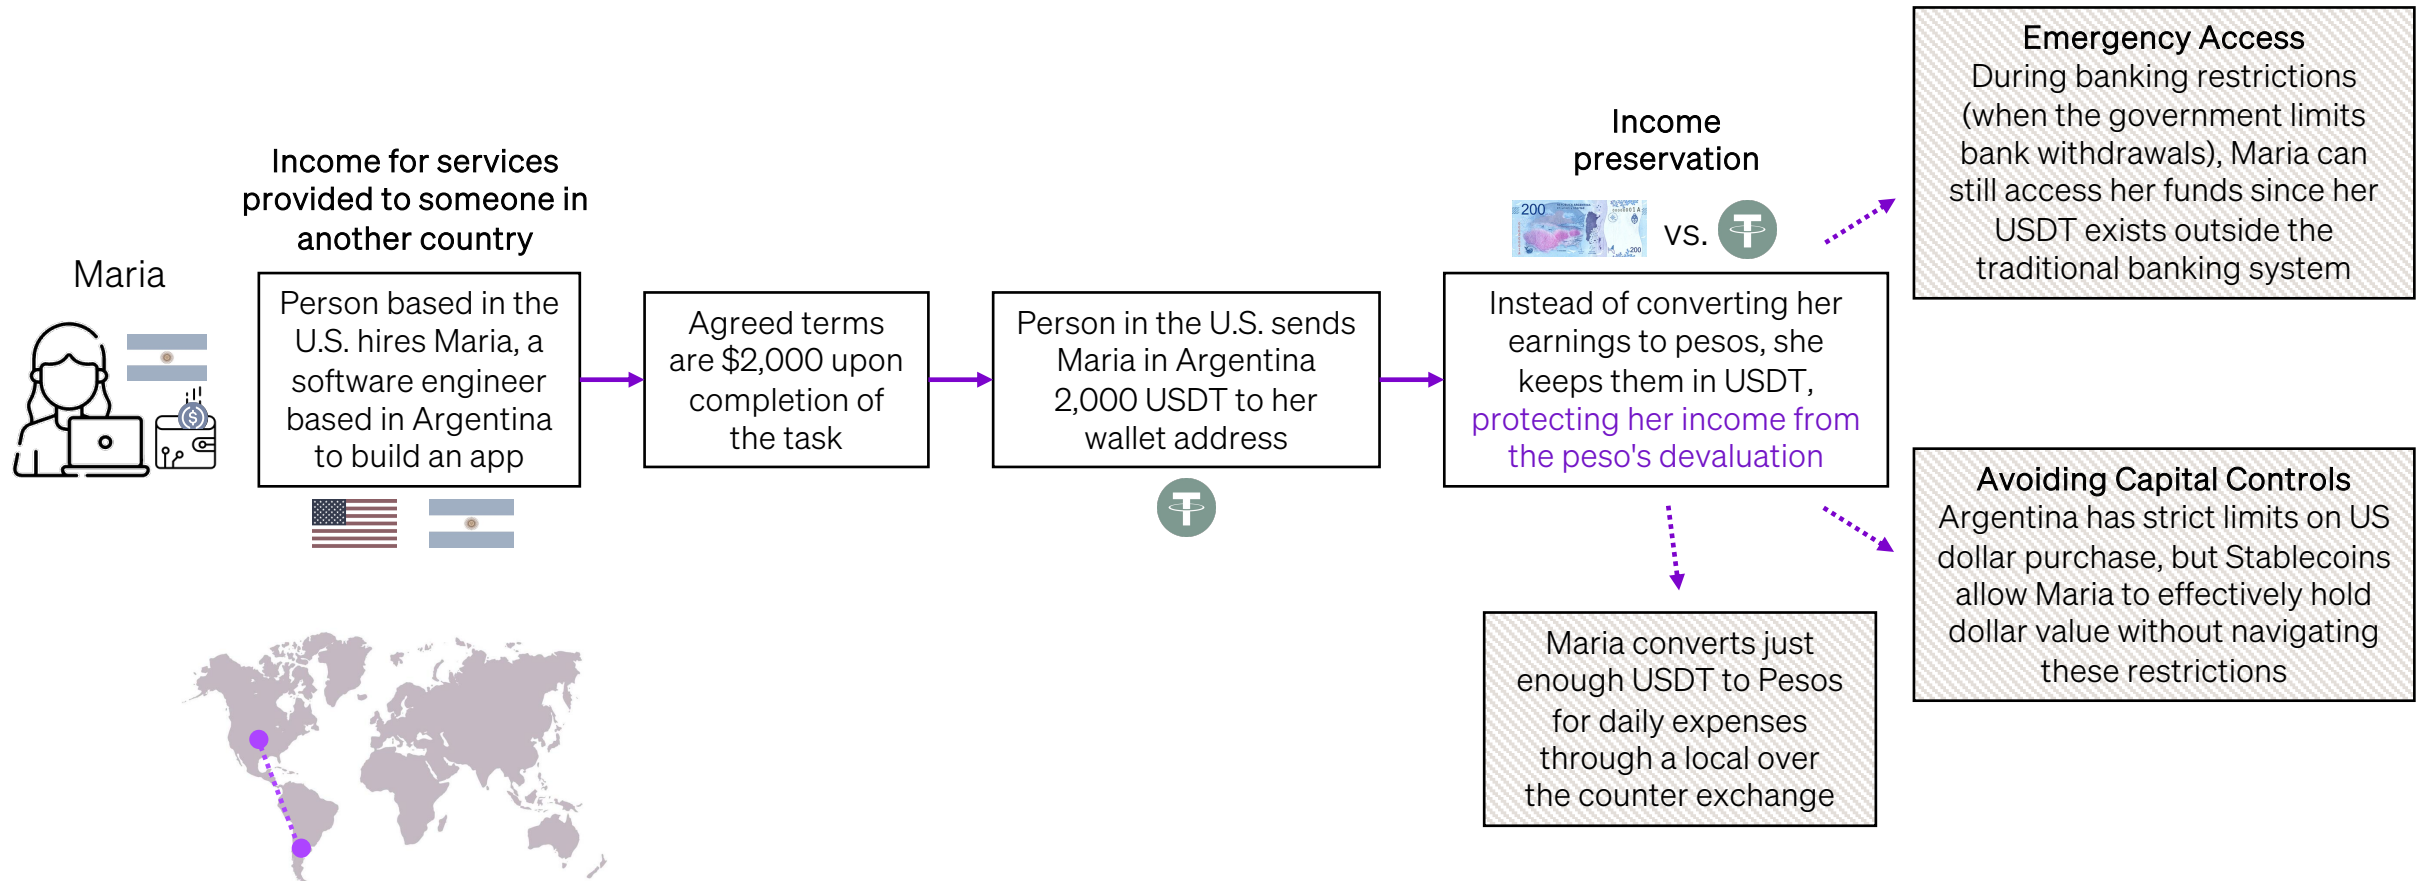 Maria
Income for services
provided to someone in
another country
Person based in the
U.S. hires Maria, a
software engineer
based in Argentina
to build an app
Agreed terms
are $2,000 upon
completion of
the task
Person in the U.S. sends
Maria in Argentina
2,000 USDT to her
wallet address
Income
preservation
200
200
vs.
Instead of converting her
earnings to pesos, she
keeps them in USDT,
protecting her income from
the peso's devaluation
Emergency Access
During banking restrictions
(when the government limits
bank withdrawals), Maria can
still access her funds since her
USDT exists outside the
traditional banking system
Avoiding Capital Controls
Argentina has strict limits on US
dollar purchase, but Stablecoins
allow Maria to effectively hold
dollar value without navigating
these restrictions
Maria converts just
enough USDT to Pesos
for daily expenses
through a local over
the counter exchange